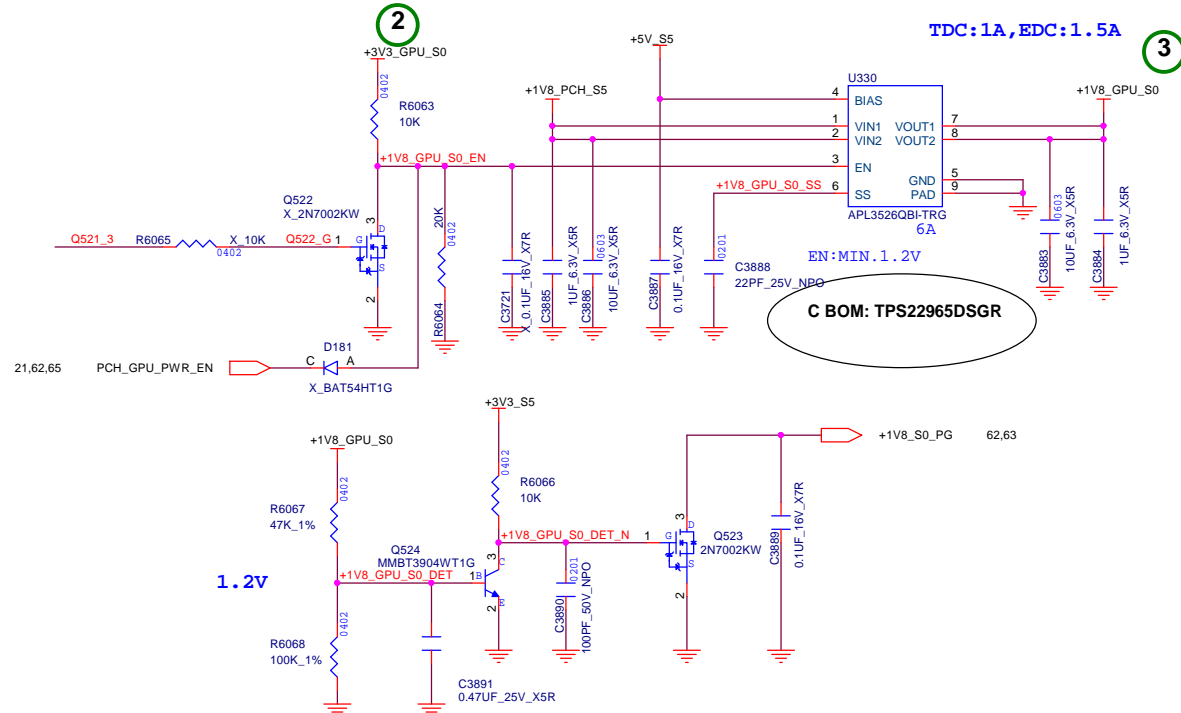 2
+3V3_GPU_S0
0402
R6063
10K
+1V8_GPU_S0_EN
Q522
X_2N7002KW
3
D
G
S
2
Q521_3
R6065
X_10K
0402
Q522_G
1
20K
0402
R6064
D181
C
A
X_BAT54HT1G
21,62,65
PCH_GPU_PWR_EN
+5V_S5
+1V8_PCH_S5
TDC:1A,EDC:1.5A
3
+1V8_GPU_S0
U330
4
BIAS
1
VIN1
VOUT1
7
2
VIN2
VOUT2
8
3
EN
GND
5
6
SS
PAD
9
+1V8_GPU_S0_SS
APL3526QBI-TRG
6A
EN:MIN.1.2V
C BOM: TPS22965DSGR
C3721
X_0.1UF_16V_X7R
C3885
1UF_6.3V_X5R
C3886
10UF_6.3V_X5R
0603
C3887
0.1UF_16V_X7R
0201
C3888
22PF_25V_NPO
0603
C3883
10UF_6.3V_X5R
C3884
1UF_6.3V_X5R
+1V8_GPU_S0
0402
R6067
47K_1%
1.2V
+1V8_GPU_S0_DET
0402
R6068
100K_1%
C3891
0.47UF_25V_X5R
Q524
MMBT3904WT1G
1
B
3
C
2
E
+3V3_S5
0402
R6066
10K
+1V8_GPU_S0_DET_N
0201
C3890
100PF_50V_NPO
1
G
3
D
S
2
Q523
2N7002KW
C3889
0.1UF_16V_X7R
+1V8_S0_PG
62,63